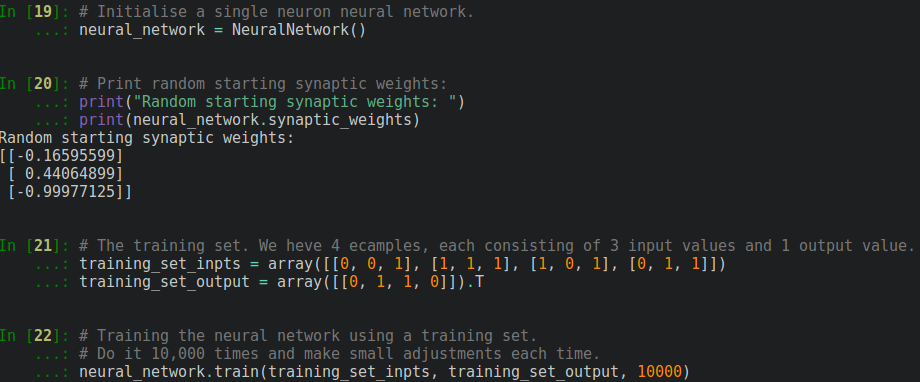 In [19]: # Initialise a single neuron neural network.
    ...: neural_network = NeuralNetwork()
In [20]: # Print random starting synaptic weights:
    ...: print("Random starting synaptic weights: ")
    ...: print(neural_network.synaptic_weights)
Random starting synaptic weights:
[[-0.16595599]
 [ 0.44064899]
 [-0.99977125]]
In [21]: # The training set. We heve 4 ecamples, each consisting of 3 input values and 1 output value.
    ...: training_set_inpts = array([[0, 0, 1], [1, 1, 1], [1, 0, 1], [0, 1, 1]])
    ...: training_set_output = array([[0, 1, 1, 0]]).T
In [22]: # Training the neural network using a training set.
    ...: # Do it 10,000 times and make small adjustments each time.
    ...: neural_network.train(training_set_inpts, training_set_output, 10000)